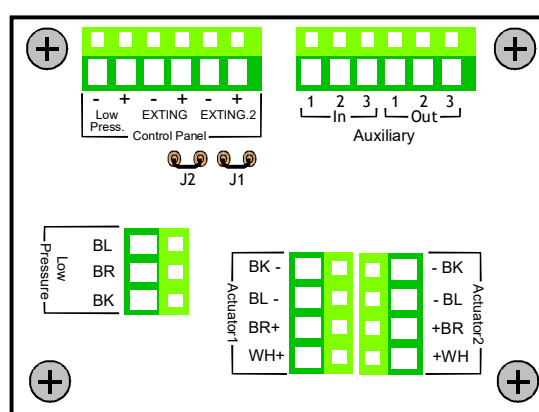 - + - + - +
Low Press. EXTING EXTING.2
Control Panel
1 2 3 1 2 3
In Out
Auxiliary
J2 J1
Low Pressure
BL
BR
BK
Actuator1
BK -
BL -
BR+
WH+
- BK
- BL
+BR
+WH
Actuator2